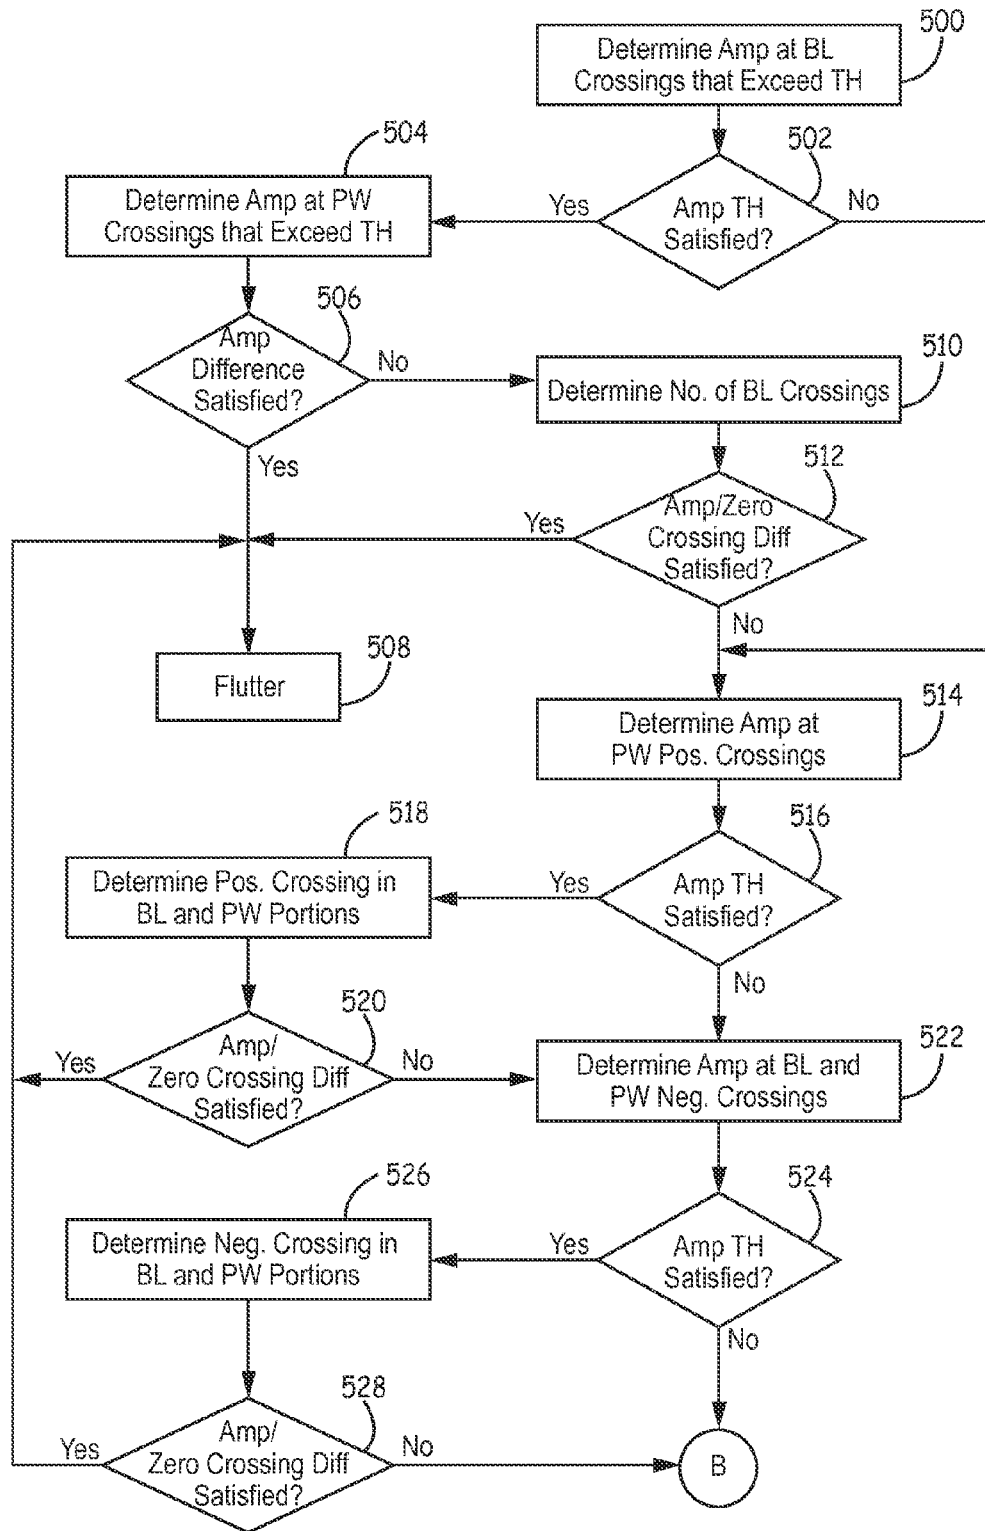 500
Determine Amp at BL
Crossings that Exceed TH
502
Amp TH
Satisfied?
Yes
No
504
Determine Amp at PW
Crossings that Exceed TH
506
Amp
Difference
Satisfied?
No
Yes
510
Determine No. of BL Crossings
512
Amp/Zero
Crossing Diff
Satisfied?
Yes
No
508
Flutter
514
Determine Amp at
PW Pos. Crossings
516
Amp TH
Satisfied?
Yes
No
518
Determine Pos. Crossing in
BL and PW Portions
520
Amp/
Zero Crossing Diff
Satisfied?
Yes
No
522
Determine Amp at BL and
PW Neg. Crossings
524
Amp TH
Satisfied?
Yes
No
526
Determine Neg. Crossing in
BL and PW Portions
528
Amp/
Zero Crossing Diff
Satisfied?
Yes
No
B